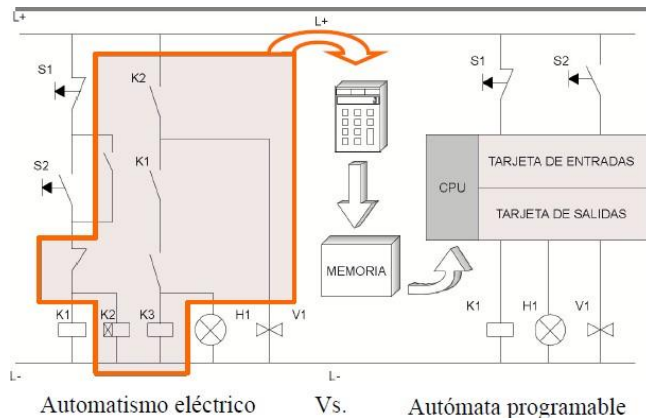 L+
L+
S1
K2
S1
S2
K1
S2
CPU
TARJETA DE ENTRADAS
TARJETA DE SALIDAS
MEMORIA
K1
K2
K3
H1
V1
K1
H1
V1
L-
L-
Automatismo eléctrico Vs. Autómata programable